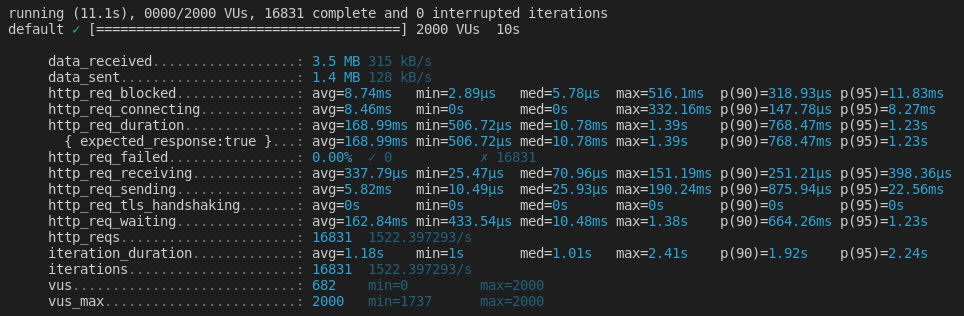 running (11.1s), 0000/2000 VUs, 16831 complete and 0 interrupted iterations
default ✓ [======================================] 2000 VUs  10s

     data_received..................: 3.5 MB 315 kB/s
     data_sent......................: 1.4 MB 128 kB/s
     http_req_blocked...............: avg=8.74ms   min=2.89µs   med=5.78µs  max=516.1ms  p(90)=318.93µs p(95)=11.83ms
     http_req_connecting............: avg=8.46ms   min=0s       med=0s      max=332.16ms p(90)=147.78µs p(95)=8.27ms
     http_req_duration..............: avg=168.99ms min=506.72µs med=10.78ms max=1.39s    p(90)=768.47ms p(95)=1.23s
       { expected_response:true }...: avg=168.99ms min=506.72µs med=10.78ms max=1.39s    p(90)=768.47ms p(95)=1.23s
     http_req_failed................: 0.00%  ✓ 0           ✗ 16831
     http_req_receiving.............: avg=337.79µs min=25.47µs  med=70.96µs max=151.19ms p(90)=251.21µs p(95)=398.36µs
     http_req_sending...............: avg=5.82ms   min=10.49µs  med=25.93µs max=190.24ms p(90)=875.94µs p(95)=22.56ms
     http_req_tls_handshaking.......: avg=0s       min=0s       med=0s      max=0s       p(90)=0s       p(95)=0s
     http_req_waiting...............: avg=162.84ms min=433.54µs med=10.48ms max=1.38s    p(90)=664.26ms p(95)=1.23s
     http_reqs......................: 16831  1522.397293/s
     iteration_duration.............: avg=1.18s    min=1s       med=1.01s   max=2.41s    p(90)=1.92s    p(95)=2.24s
     iterations.....................: 16831  1522.397293/s
     vus............................: 682    min=0         max=2000
     vus_max........................: 2000   min=1737      max=2000